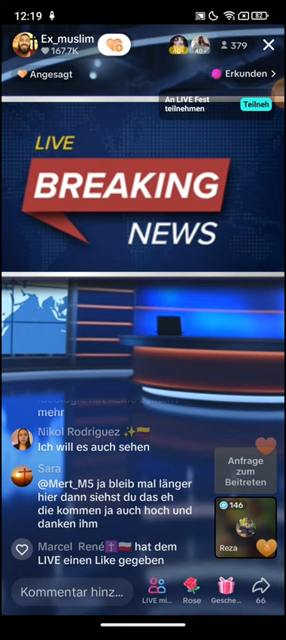 12:19
82
Ex_muslim
167.7K
40+
379
Angesagt
Erkunden >
An LIVE Fest
teilnehmen
Teilneh
LIVE
BREAKING
NEWS
mehr
Nikol Rodriguez
Ich will es auch sehen
Sara
@Mert_M5 ja bleib mal länger
hier dann siehst du das eh
die kommen ja auch hoch und
danken ihm
Marcel René hat dem
LIVE einen Like gegeben
Anfrage
zum
Beitreten
146
Reza
Kommentar hinz...
LIVE mi...
Rose
Gesche...
66